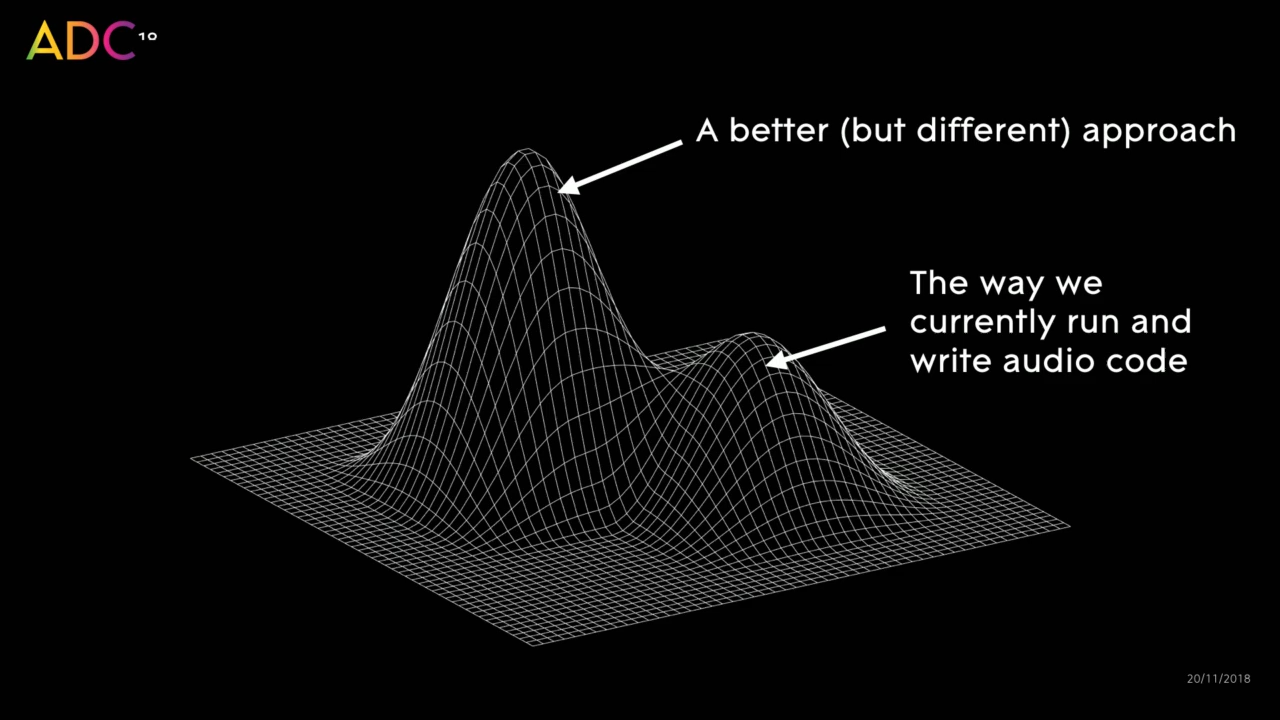 ADC¹⁰
A better (but different) approach
The way we
currently run and
write audio code
20/11/2018